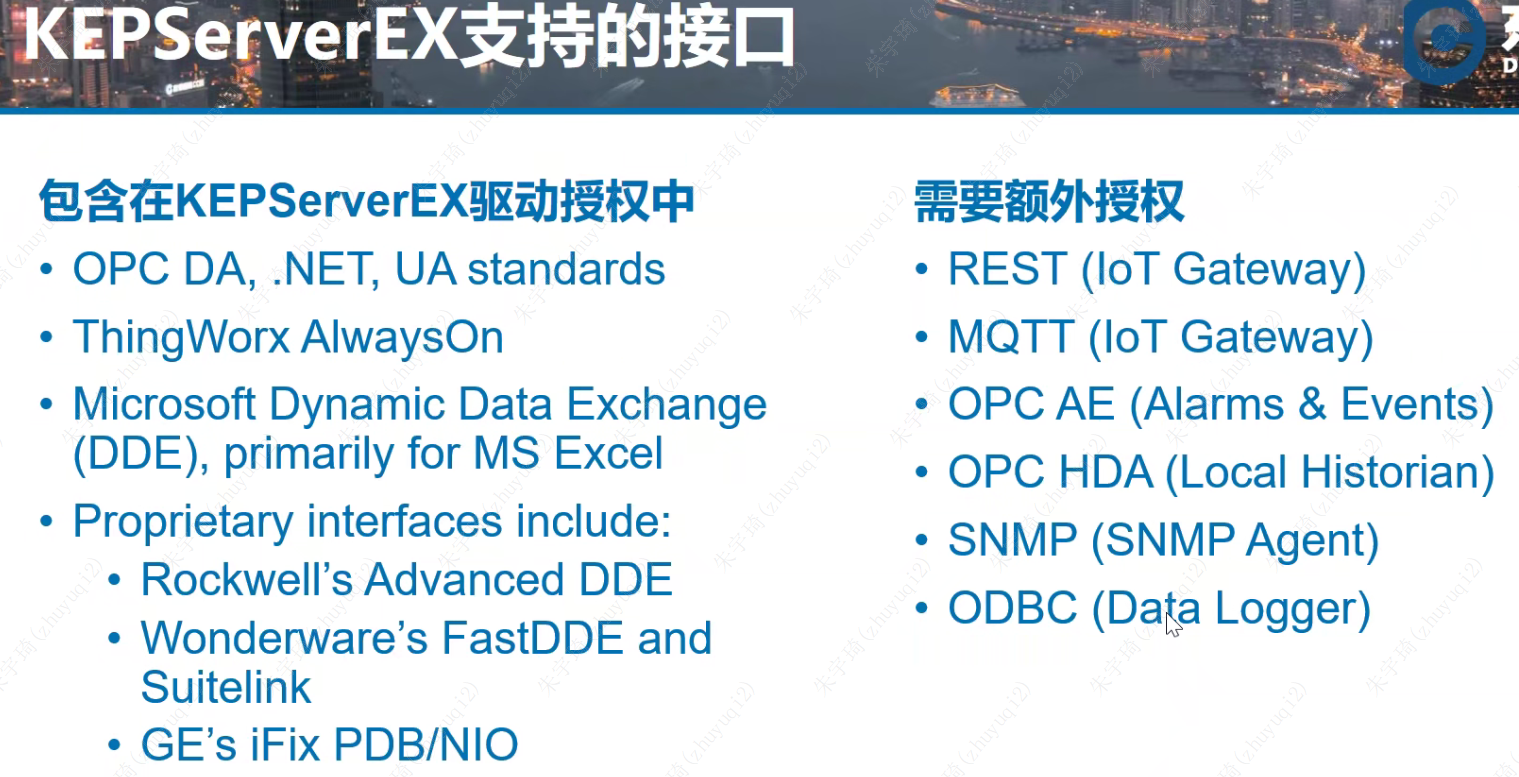 KEPServerEX支持的接口
包含在KEPServerEX驱动授权中
• OPC DA, .NET, UA standards
• ThingWorx AlwaysOn
• Microsoft Dynamic Data Exchange
(DDE), primarily for MS Excel
• Proprietary interfaces include:
• Rockwell’s Advanced DDE
• Wonderware’s FastDDE and
Suitelink
• GE’s iFix PDB/NIO
需要额外授权
• REST (IoT Gateway)
• MQTT (IoT Gateway)
• OPC AE (Alarms & Events)
• OPC HDA (Local Historian)
• SNMP (SNMP Agent)
• ODBC (Data Logger)
朱宇琦(zhuyuqi2)